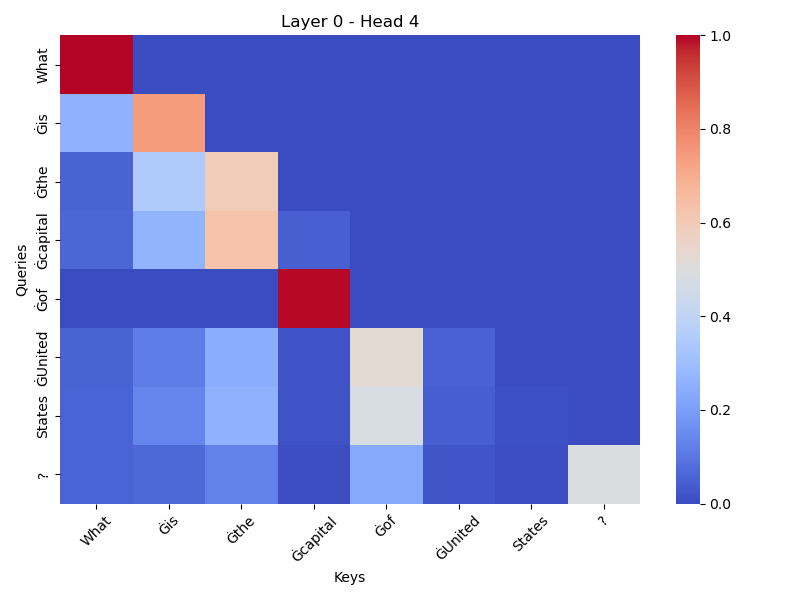 Layer 0 - Head 4
Queries
What
Ġis
Ġthe
Ġcapital
Ġof
ĠUnited
States
?
What
Ġis
Ġthe
Ġcapital
Ġof
ĠUnited
States
?
Keys
1.0
0.8
0.6
0.4
0.2
0.0